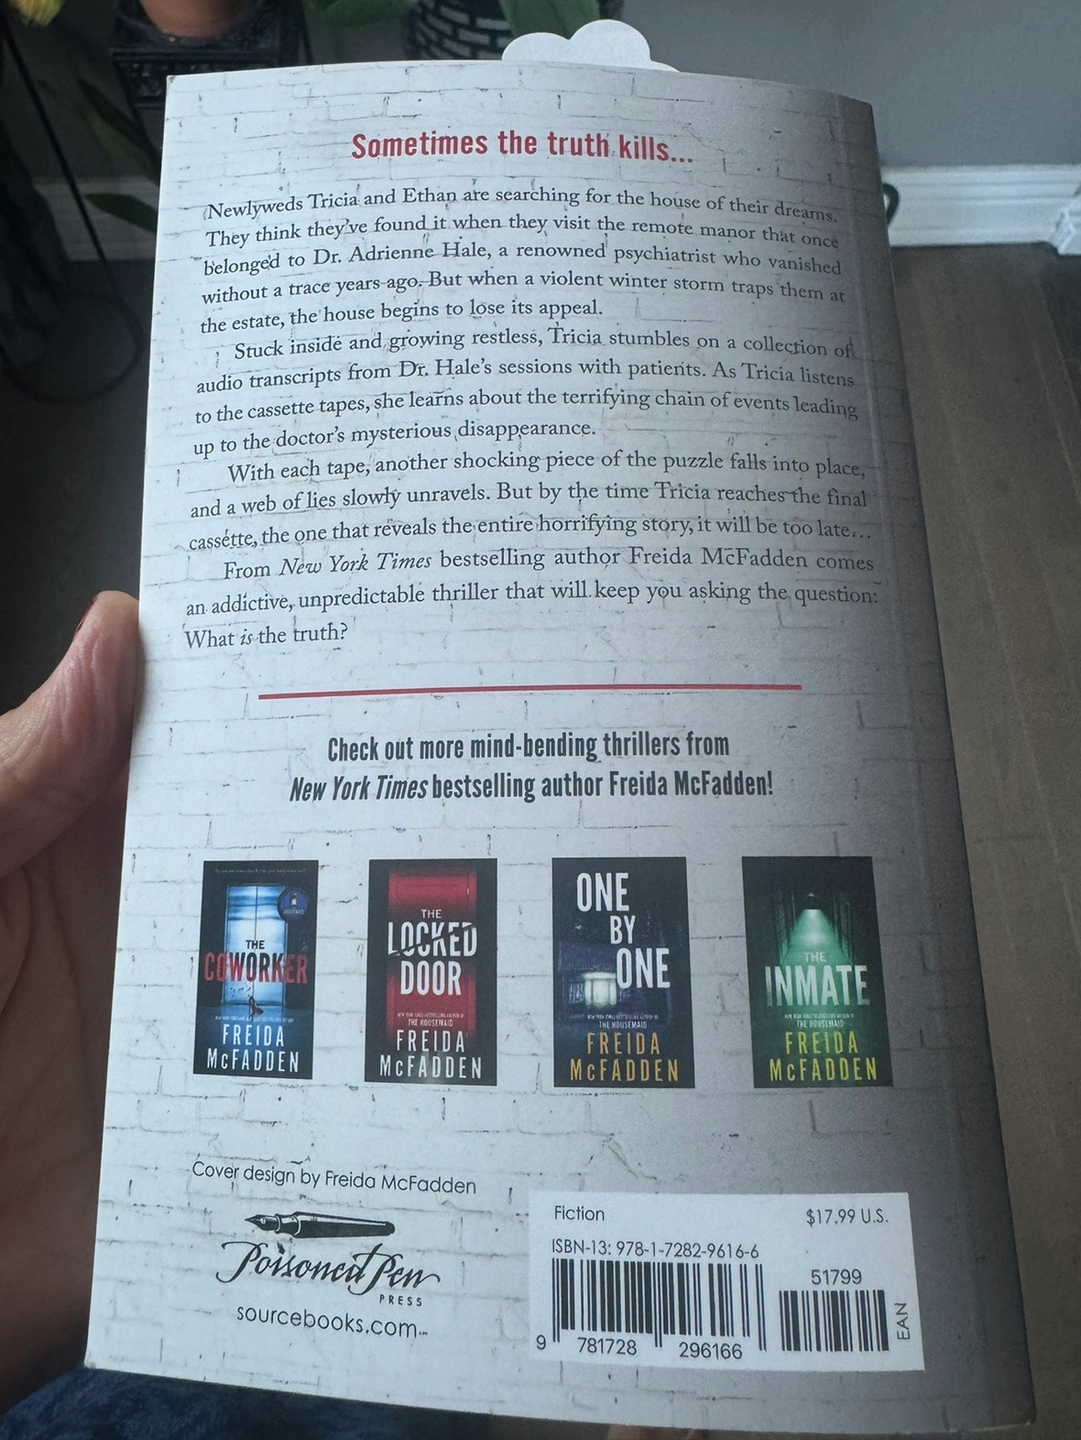 Sometimes the truth kills...
Newlyweds Tricia and Ethan are searching for the house of their dreams.
They think they've found it when they visit the remote manor that once
belonged to Dr. Adrienne Hale, a renowned psychiatrist who vanished
without a trace years ago. But when a violent winter storm traps them at
the estate, the house begins to lose its appeal.
Stuck inside and growing restless, Tricia stumbles on a collection of
audio transcripts from Dr. Hale's sessions with patients. As Tricia listens
to the cassette tapes, she learns about the terrifying chain of events leading
up to the doctor's mysterious disappearance.
With each tape, another shocking piece of the puzzle falls into place,
and a web of lies slowly unravels. But by the time Tricia reaches the final
cassette, the one that reveals the entire horrifying story, it will be too late...
From New York Times bestselling author Freida McFadden comes
an addictive, unpredictable thriller that will keep you asking the question:
What is the truth?
Check out more mind-bending thrillers from
New York Times bestselling author Freida McFadden!
THE
COWORKER
FREIDA
McFADDEN
THE
LOCKED
DOOR
THE HOUSEMAID
FREIDA
McFADDEN
ONE
BY
ONE
THE HOUSEMAID
FREIDA
McFADDEN
THE
INMATE
THE HOUSEMAID
FREIDA
McFADDEN
Cover design by Freida McFadden
Poisoned Pen
PRESS
sourcebooks.com
Fiction
$17.99 U.S.
ISBN-13: 978-1-7282-9616-6
51799
EAN
9 781728 296166